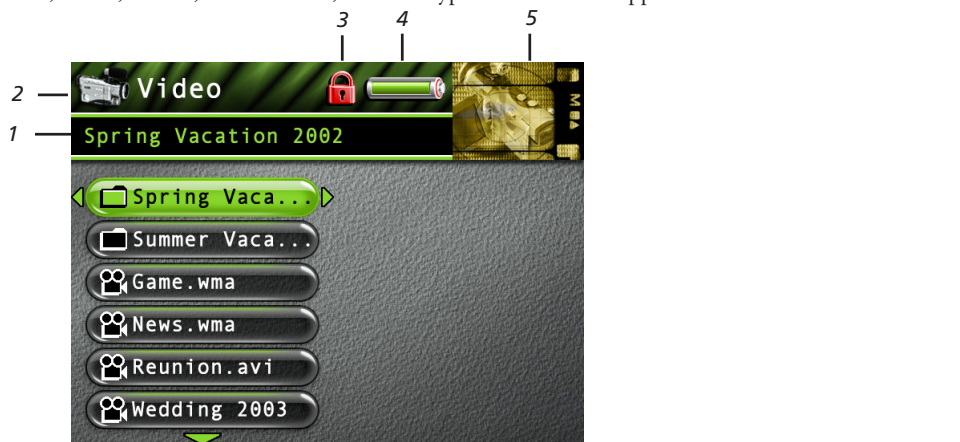 3 4 5
2
Video
1
Spring Vacation 2002
Spring Vaca...
Summer Vaca...
Game.wma
News.wma
Reunion.avi
Wedding 2003